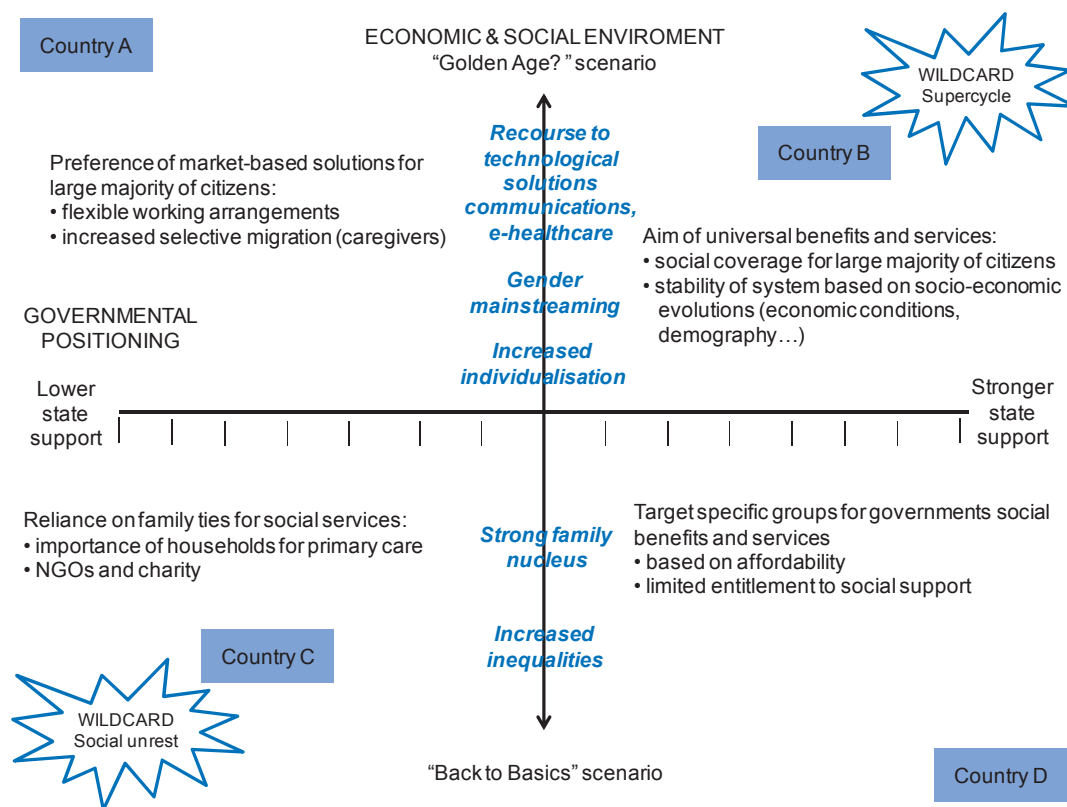 Country A
ECONOMIC & SOCIAL ENVIROMENT
“Golden Age?” scenario
WILDCARD
Supercycle
Country B
Recourse to
technological
solutions
communications,
e-healthcare
Preference of market-based solutions for
large majority of citizens:
• flexible working arrangements
• increased selective migration (caregivers)
Aim of universal benefits and services:
• social coverage for large majority of citizens
• stability of system based on socio-economic
evolutions (economic conditions,
demography…)
Gender
mainstreaming
GOVERNMENTAL
POSITIONING
Increased
individualisation
Lower
state
support
Stronger
state
support
Reliance on family ties for social services:
• importance of households for primary care
• NGOs and charity
Strong family
nucleus
Target specific groups for governments social
benefits and services
• based on affordability
• limited entitlement to social support
Increased
inequalities
Country C
WILDCARD
Social unrest
“Back to Basics” scenario
Country D